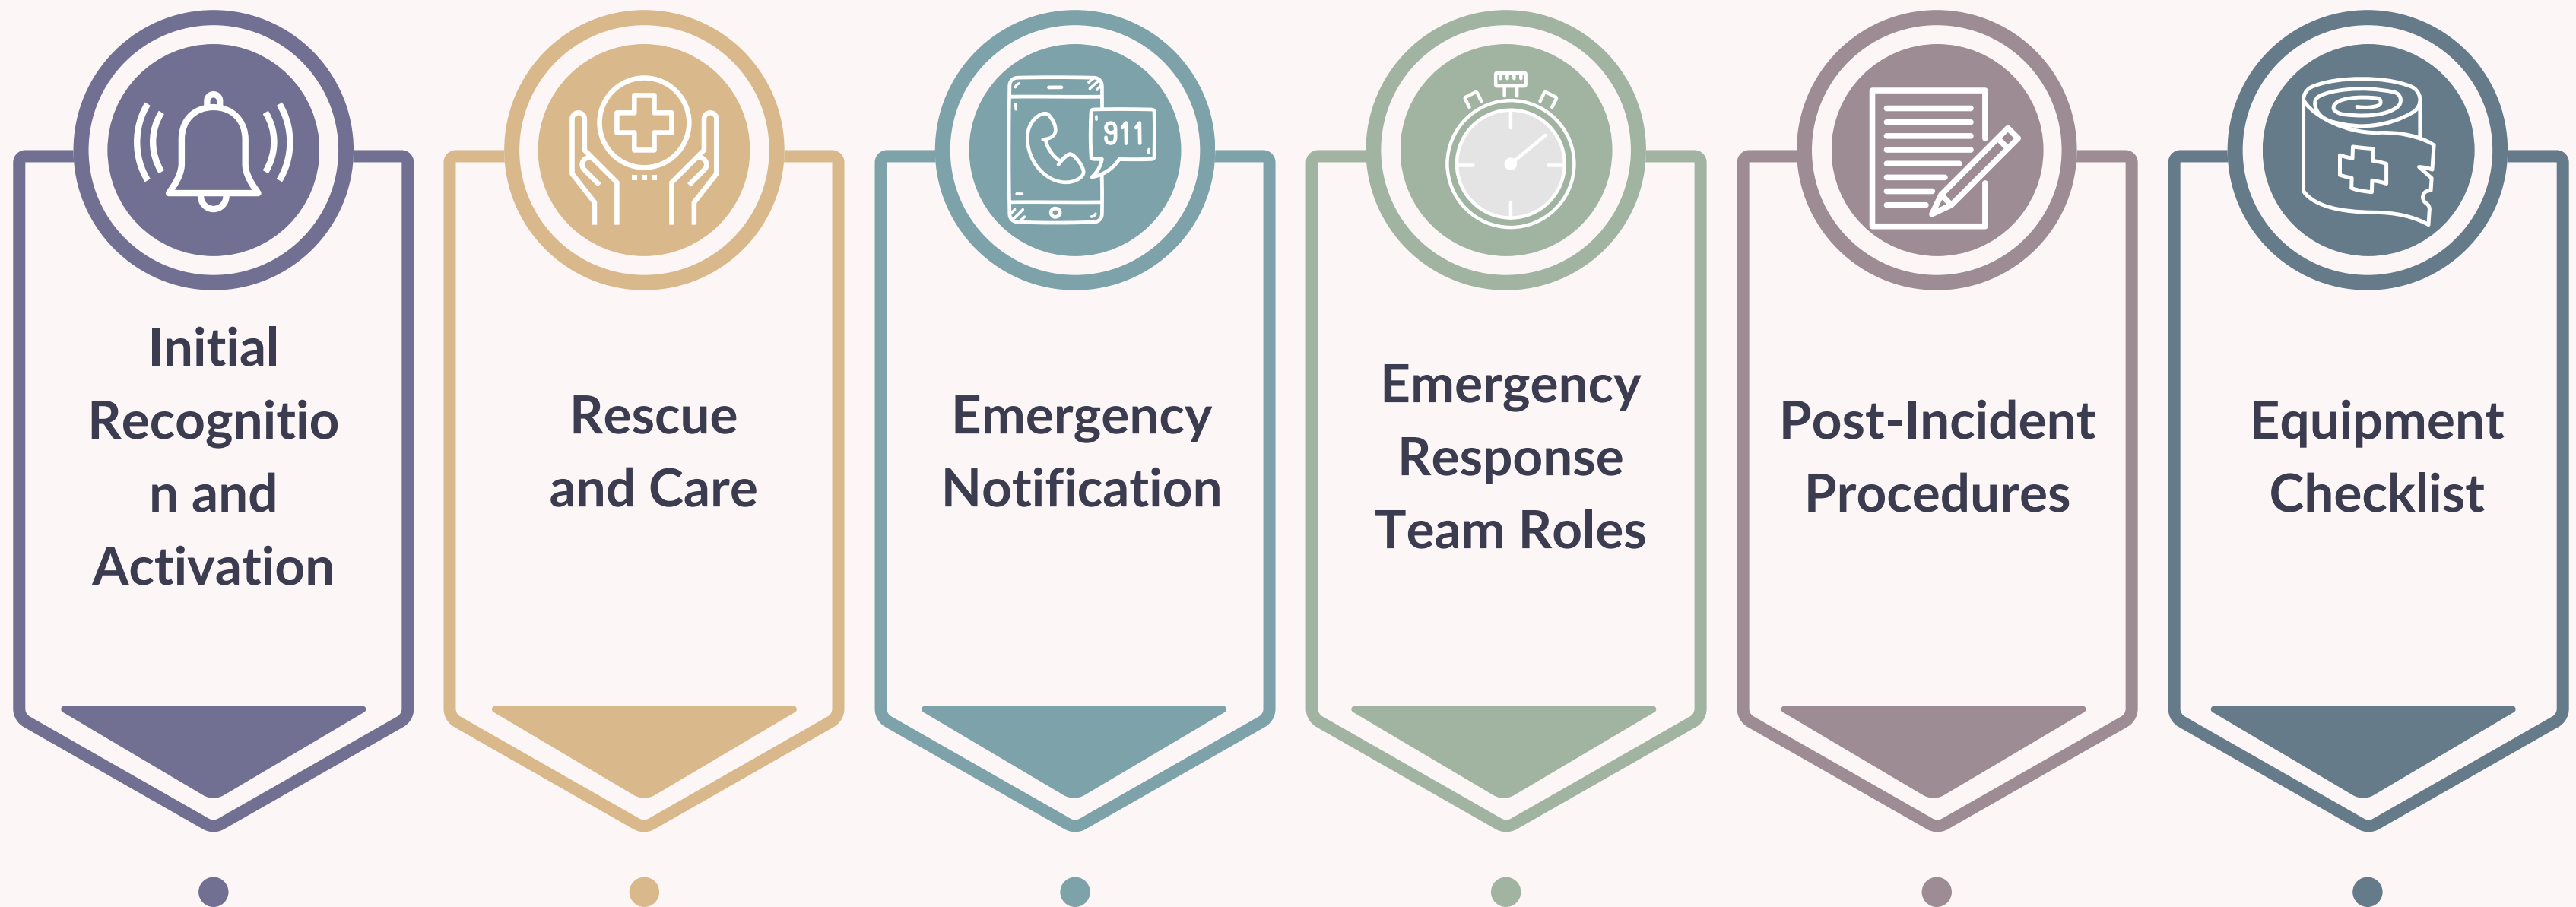 Initial
Recognitio
n and
Activation
Rescue
and Care
911
Emergency
Notification
Emergency
Response
Team Roles
Post-Incident
Procedures
Equipment
Checklist